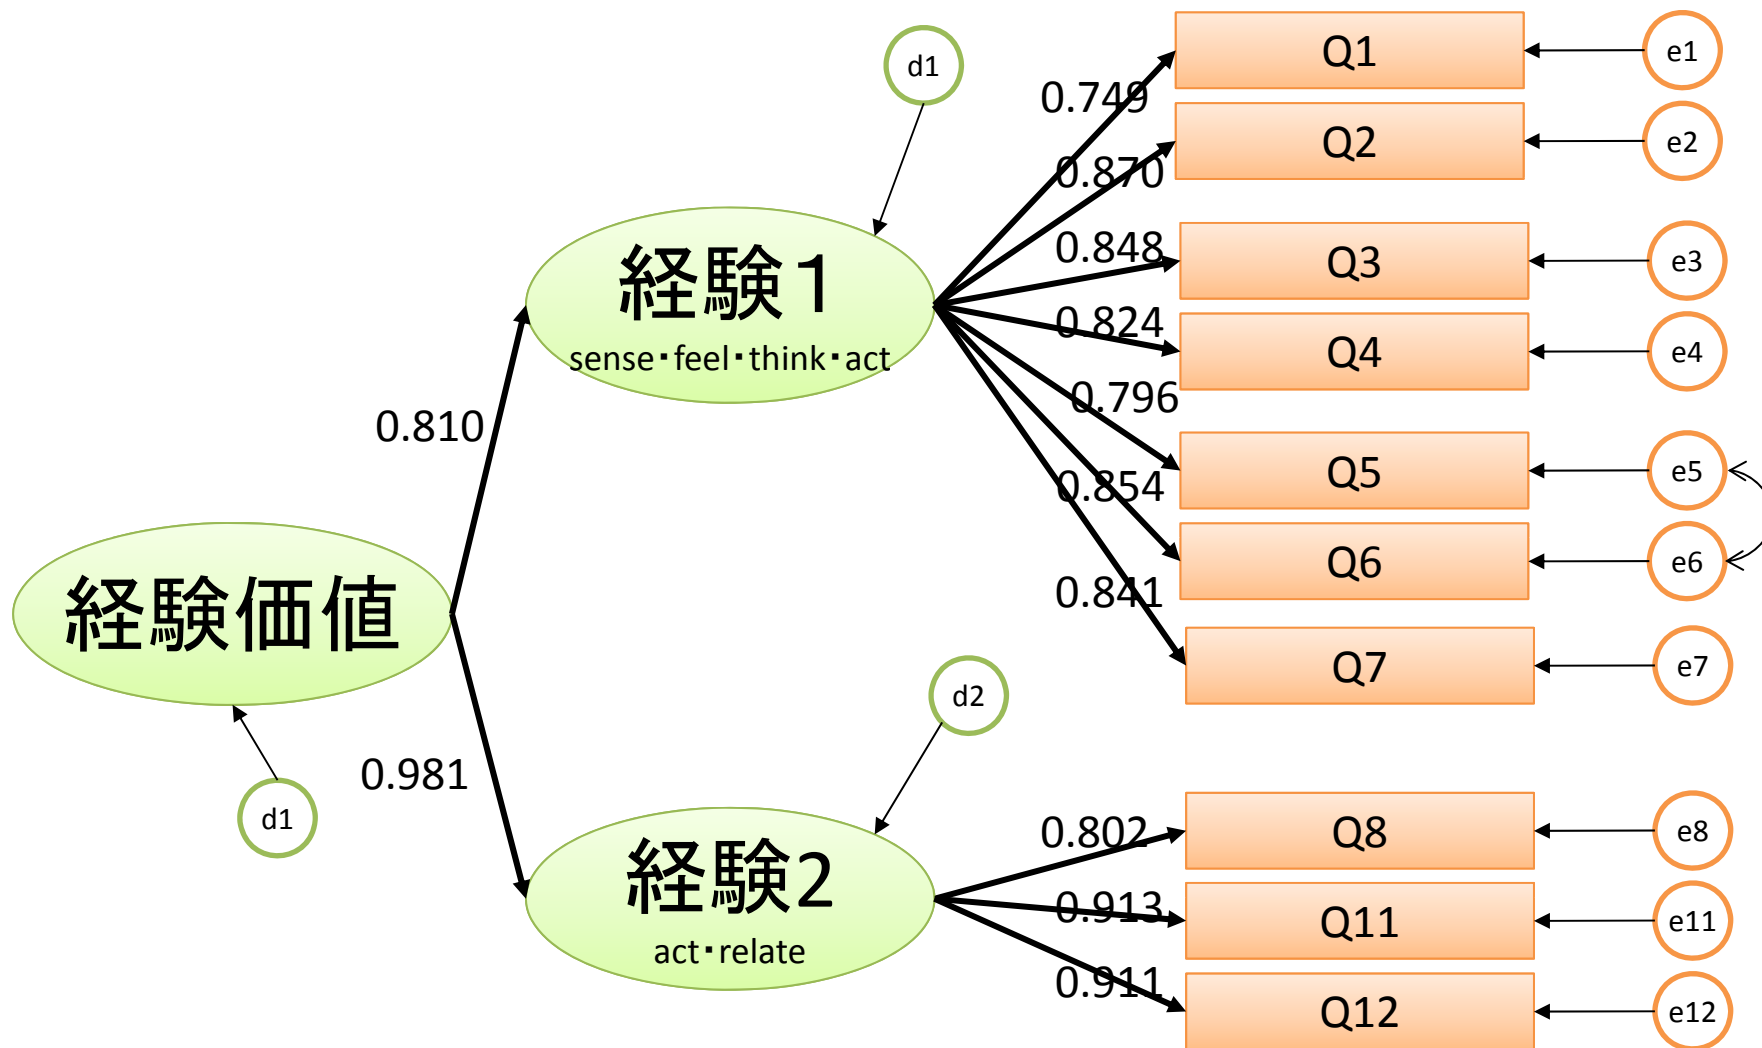 d1
Q1
e1
0.749
Q2
e2
0.870
経験1
sense・feel・think・act
0.848
Q3
e3
0.824
Q4
e4
0.796
0.810
Q5
e5
0.854
Q6
e6
0.841
経験価値
Q7
e7
d2
0.981
d1
0.802
Q8
e8
経験2
act・relate
0.913
Q11
e11
0.911
Q12
e12